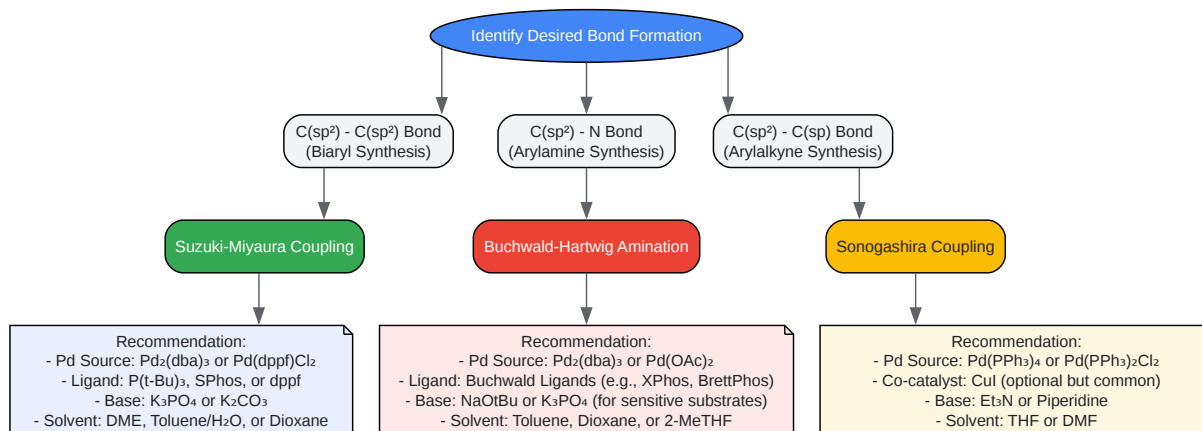 Identify Desired Bond Formation
C(sp²) - C(sp²) Bond
(Biaryl Synthesis)
C(sp²) - N Bond
(Arylamine Synthesis)
C(sp²) - C(sp) Bond
(Arylalkyne Synthesis)
Suzuki-Miyaura Coupling
Buchwald-Hartwig Amination
Sonogashira Coupling
Recommendation:
- Pd Source: Pd₂(dba)₃ or Pd(dppf)Cl₂
- Ligand: P(t-Bu)₃, SPhos, or dppf
- Base: K₃PO₄ or K₂CO₃
- Solvent: DME, Toluene/H₂O, or Dioxane
Recommendation:
- Pd Source: Pd₂(dba)₃ or Pd(OAc)₂
- Ligand: Buchwald Ligands (e.g., XPhos, BrettPhos)
- Base: NaOtBu or K₃PO₄ (for sensitive substrates)
- Solvent: Toluene, Dioxane, or 2-MeTHF
Recommendation:
- Pd Source: Pd(PPh₃)₄ or Pd(PPh₃)₂Cl₂
- Co-catalyst: CuI (optional but common)
- Base: Et₃N or Piperidine
- Solvent: THF or DMF